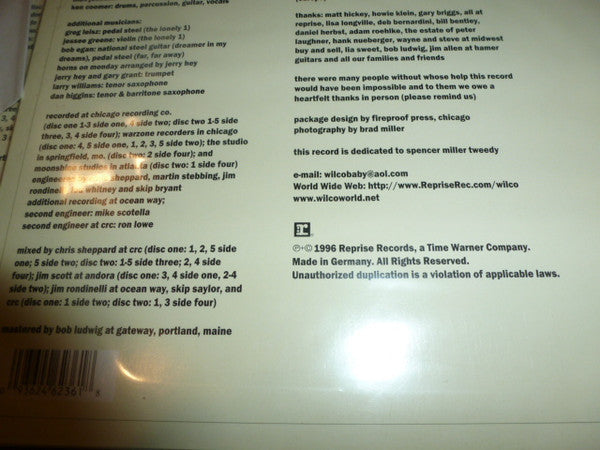 ken coomer: drums, percussion, guitar, vocals
additional musicians:
greg leisz: pedal steel (the lonely 1)
jessee greene: violin (the lonely 1)
bob egan: national steel guitar (dreamer in my
dreams), pedal steel (far, far away)
horns on monday arranged by jerry hey
jerry hey and gary grant: trumpet
larry williams: tenor saxophone
dan higgins: tenor & barritone saxophone
recorded at chicago recording co.
(disc one 1-3 side one, 4 side two; disc two 1-5 side
three, 3, 4 side four); warzone recorders in chicago
(disc one: 4, 5 side one, 1, 2, 3, 5 side two); the studio
in springfield, mo. (disc two: 2 side four); and
moonshine studios in atlanta (disc two: 1 side four)
sheppard, martin stebbing, jim
whitney and skip bryant
additional recording at ocean way;
second engineer: mike scotella
second engineer at crc: ron lowe
mixed by chris sheppard at crc (disc one: 1, 2, 5 side
one; 5 side two; disc two: 1-5 side three; 2, 4 side
four); jim scott at andora (disc one: 3, 4 side one, 2-4
side two); jim rondinelli at ocean way, skip saylor, and
crc (disc one: 1 side two; disc two: 1, 3 side four)
mastered by bob ludwig at gateway, portland, maine
0 93624 62361 8
thanks: matt hickey, howie klein, gary briggs, all at
reprise, lisa longville, deb bernardini, bill bentley,
daniel herbst, adam roehlke, the estate of peter
laughner, hank nueberger, wayne and steve at midwest
buy and sell, lia sweet, bob ludwig, jim allen at hamer
guitars and all our families and friends
there were many people without whose help this record
would have been impossible and to them we owe a
heartfelt thanks in person (please remind us)
package design by fireproof press, chicago
photography by brad miller
this record is dedicated to spencer miller tweedy
e-mail: wilcobaby@aol.com
World Wide Web: http://www.RepriseRec.com/wilco
www.wilcoworld.net
r
℗·© 1996 Reprise Records, a Time Warner Company.
Made in Germany. All Rights Reserved.
Unauthorized duplication is a violation of applicable laws.